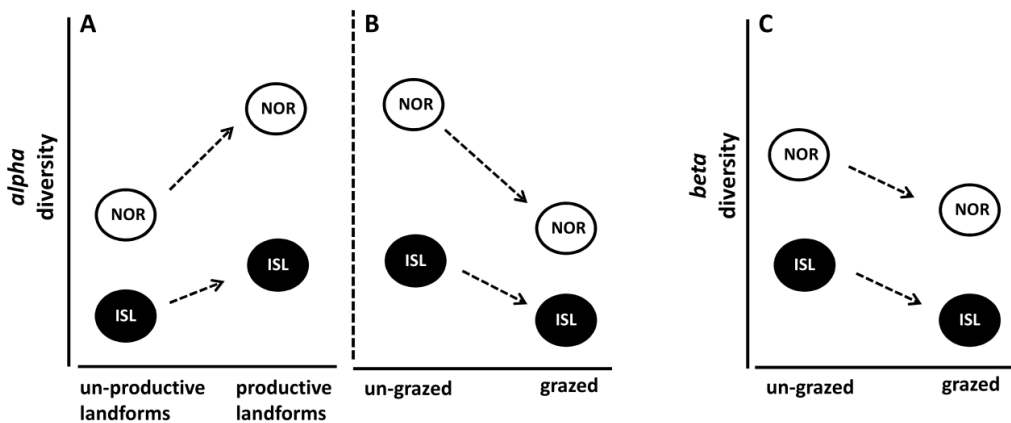 A
alpha
diversity
NOR
NOR
ISL
ISL
un-productive
landforms
productive
landforms
B
NOR
NOR
ISL
ISL
un-grazed
grazed
C
beta
diversity
NOR
NOR
ISL
ISL
un-grazed
grazed